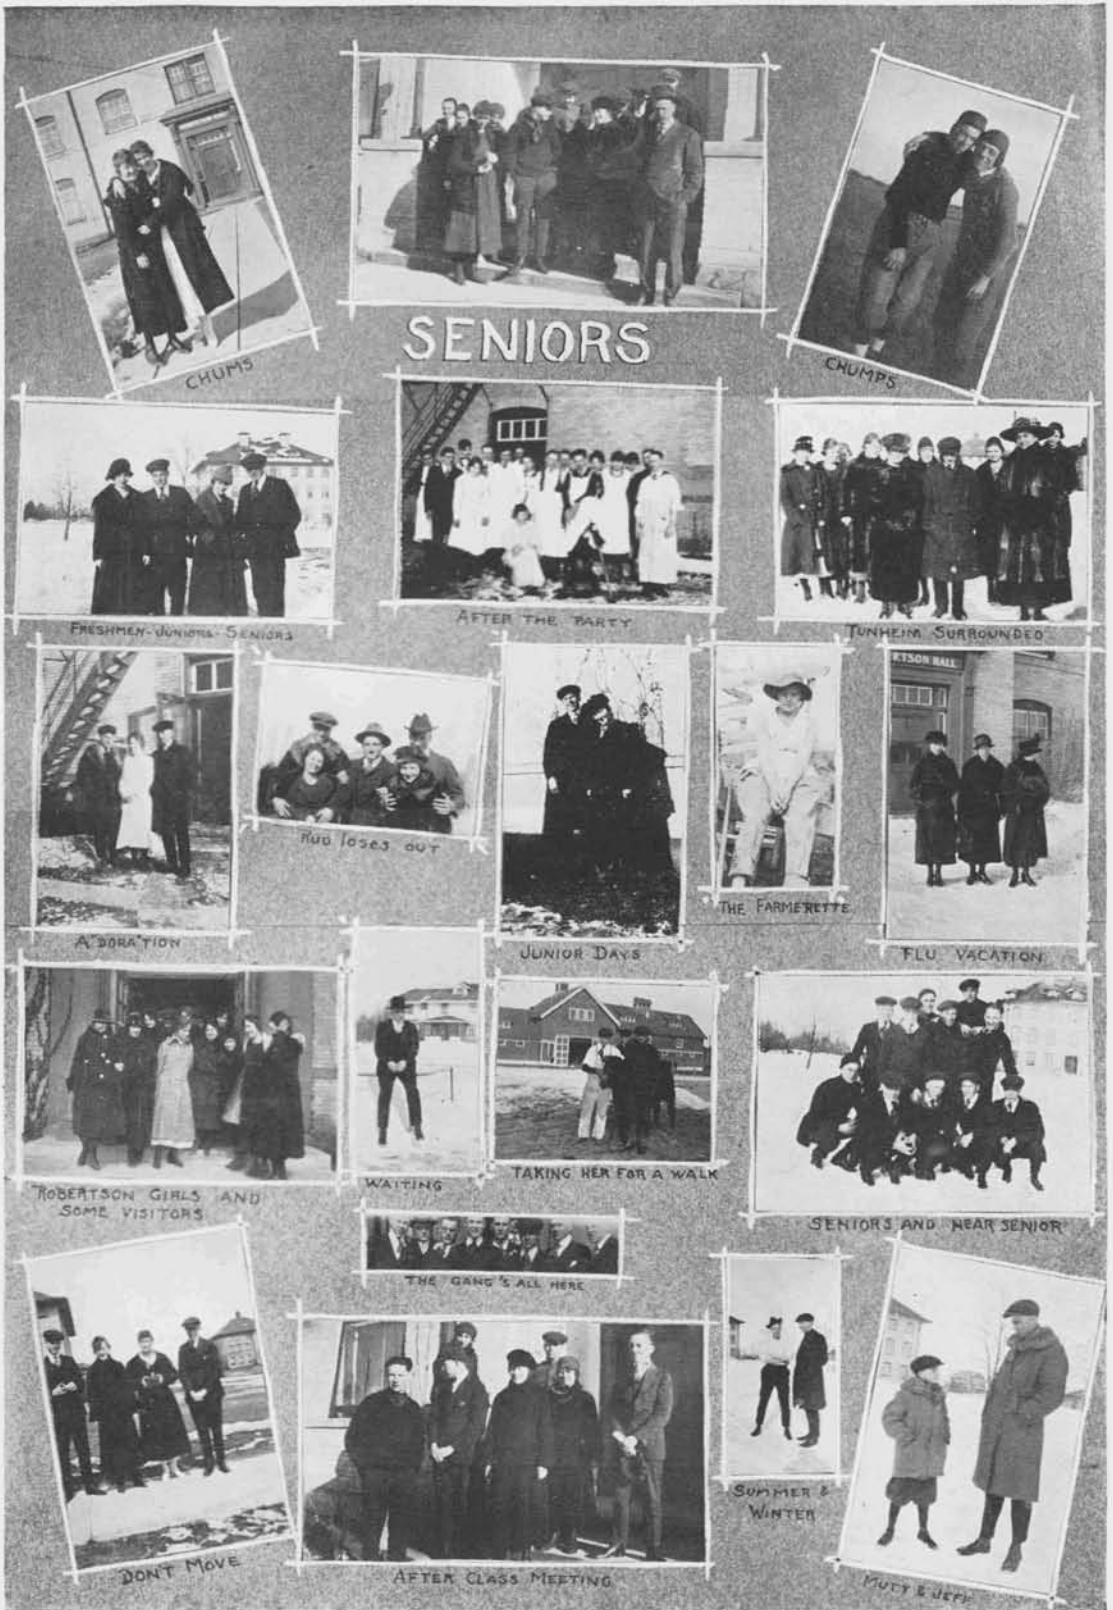 SENIORS
CHUMS
CHUMPS
FRESHMEN-JUNIORS-SENIORS
AFTER THE PARTY
TUNHEIM SURROUNDED
RTSON HALL
A"DORA"TION
RUD loses OUT
JUNIOR DAYS
THE FARMERETTE
FLU VACATION
ROBERTSON GIRLS AND
SOME VISITORS
WAITING
TAKING HER FOR A WALK
SENIORS AND NEAR SENIOR
THE GANG'S ALL HERE
DON'T MOVE
AFTER CLASS MEETING
SUMMER &
WINTER
MUTT & JEFF